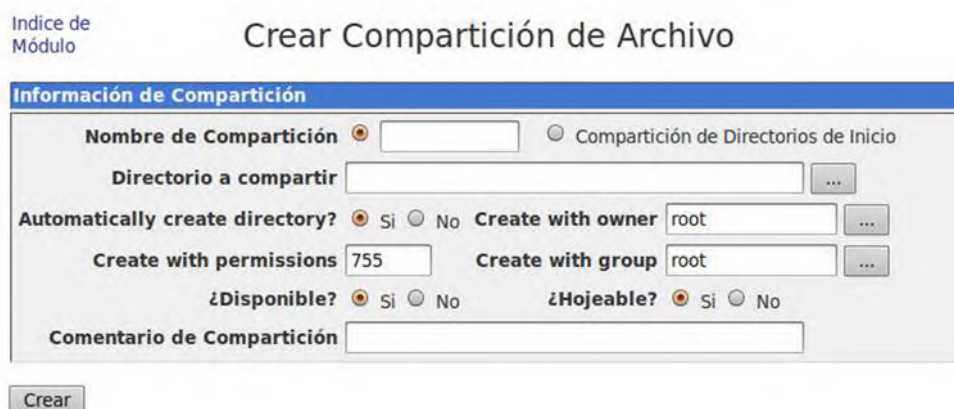 Indice de
Módulo
Crear Compartición de Archivo
Información de Compartición
Nombre de Compartición Compartición de Directorios de Inicio
Directorio a compartir ...
Automatically create directory? Si No Create with owner root ...
Create with permissions 755 Create with group root ...
¿Disponible? Si No ¿Hojeable? Si No
Comentario de Compartición
Crear